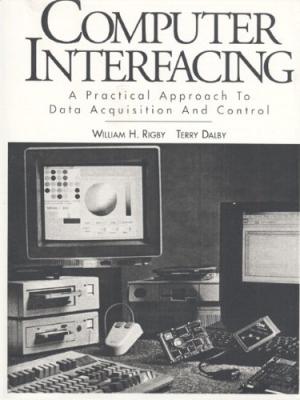 COMPUTER
INTERFACING
A Practical Approach To
Data Acquisition And Control
WILLIAM H. RIGBY TERRY DALBY